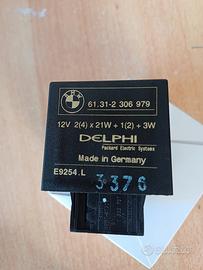 BMW
61.31-2 306 979
12V 2(4) x 21W + 1(2) + 3W
DELPHI
Packard Electric Systems
Made in Germany
E9254.L
3376